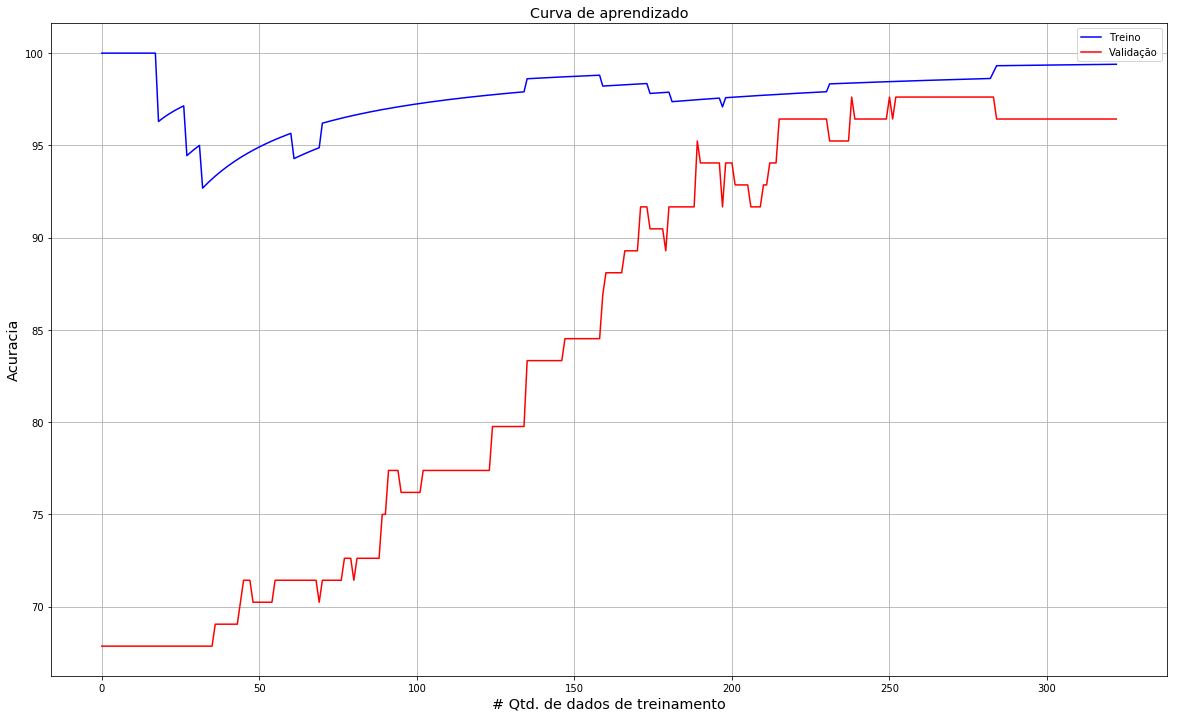 Curva de aprendizado
Treino
Validação
100
95
90
85
80
75
70
Acuracia
0 50 100 150 200 250 300
# Qtd. de dados de treinamento